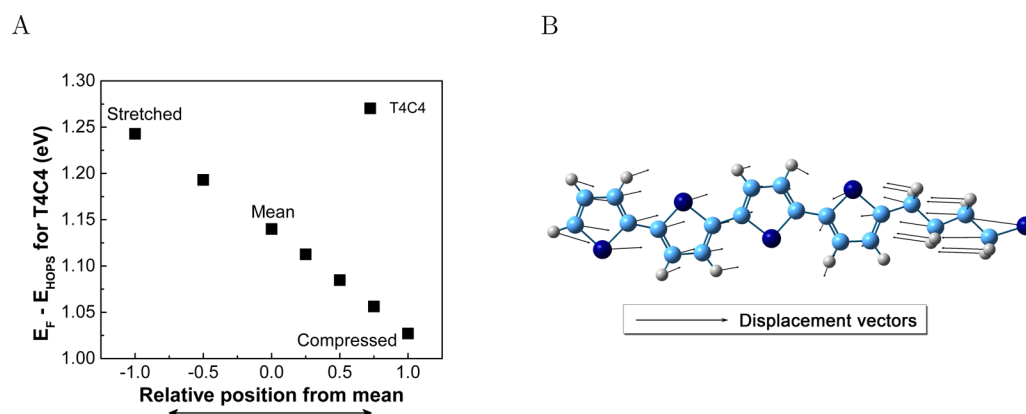 A
B
1.30
1.25
1.20
1.15
1.10
1.05
1.00
E_F - E_HOPS for T4C4 (eV)
Stretched
Mean
Compressed
T4C4
-1.0 -0.5 0.0 0.5 1.0
Relative position from mean
Displacement vectors